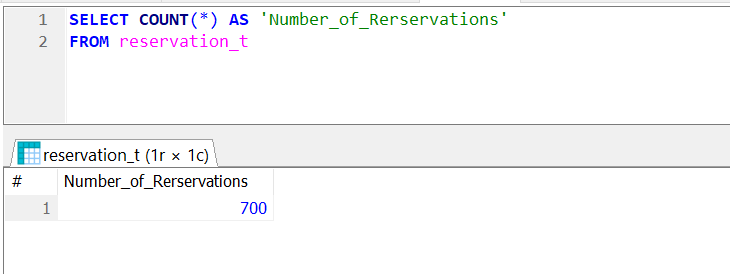 1 SELECT COUNT(*) AS 'Number_of_Rerservations'
2 FROM reservation_t
reservation_t (1r × 1c)
# Number_of_Rerservations
1 700